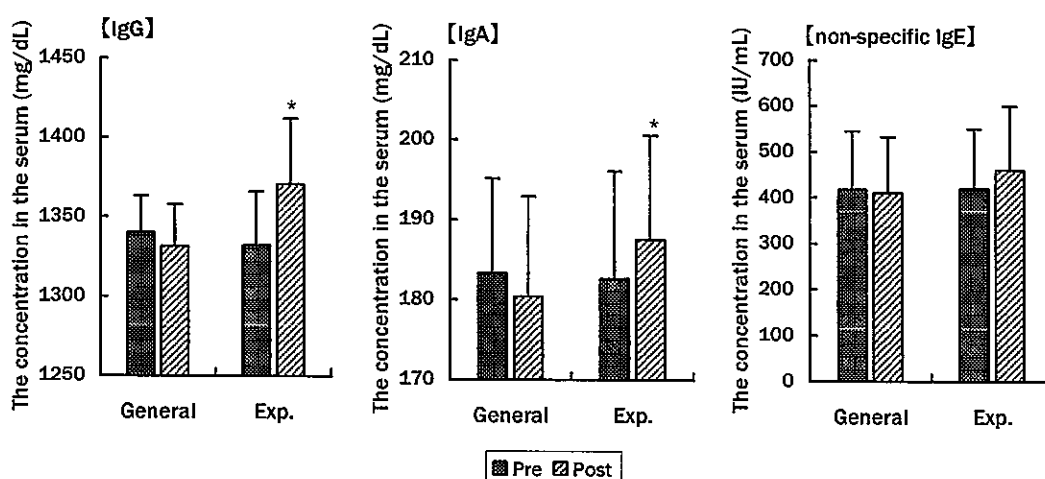 【IgG】
The concentration in the serum (mg/dL)
1450
1400
1350
1300
1250
*
General Exp.
【IgA】
The concentration in the serum (mg/dL)
210
200
190
180
170
*
General Exp.
【non-specific IgE】
The concentration in the serum (IU/mL)
700
600
500
400
300
200
100
0
General Exp.
Pre Post